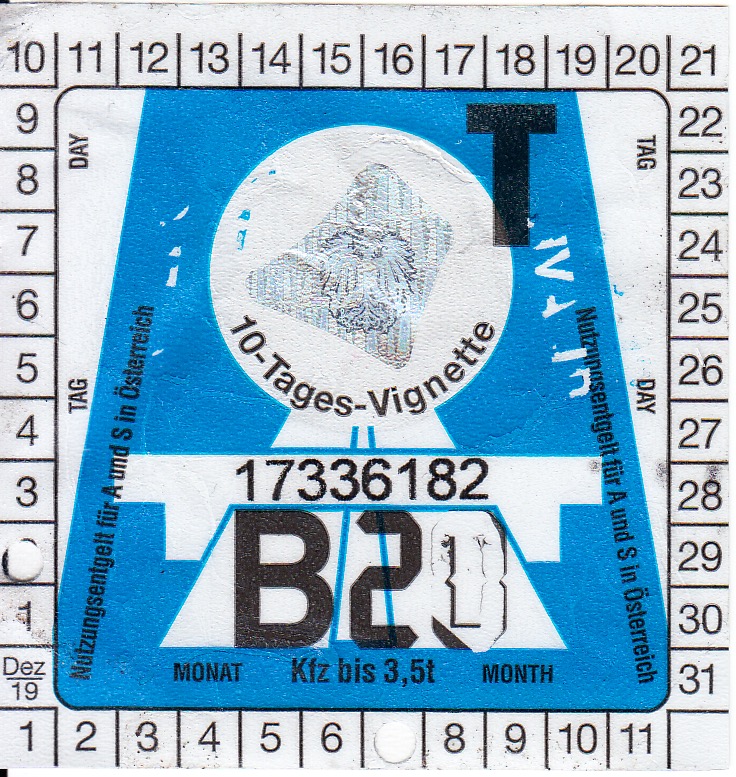 10 11 12 13 14 15 16 17 18 19 20 21
9
8
7
6
5
4
3
1
Dez
19
DAY
TAG
TAG
DAY
22
23
24
25
26
27
28
29
30
31
T
10-Tages-Vignette
Nutzungsentgelt für A und S in Österreich
Nutzungsentgelt für A und S in Österreich
17336182
B20
MONAT Kfz bis 3,5t MONTH
1 2 3 4 5 6 8 9 10 11